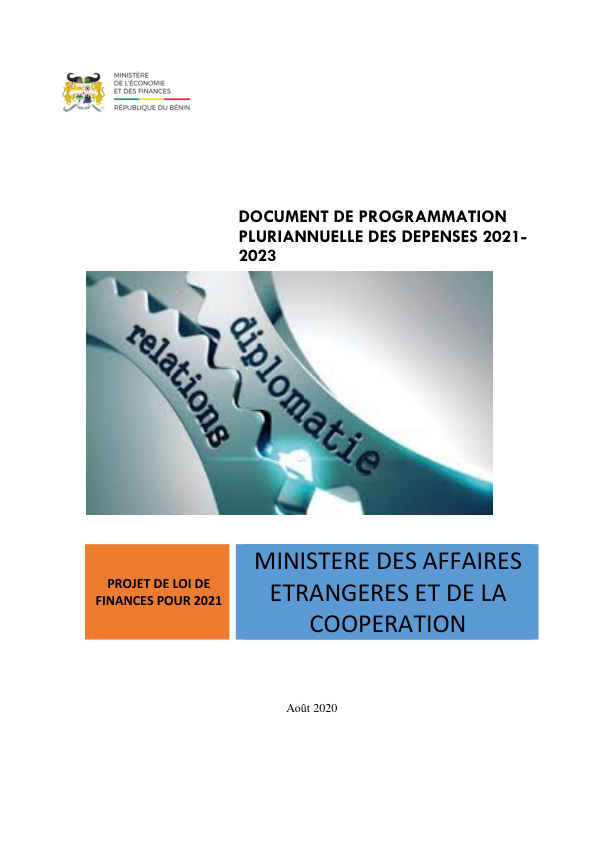 MINISTÈRE
DE L'ÉCONOMIE
ET DES FINANCES
RÉPUBLIQUE DU BÉNIN
DOCUMENT DE PROGRAMMATION
PLURIANNUELLE DES DEPENSES 2021-
2023
relations
diplomatie
PROJET DE LOI DE
FINANCES POUR 2021
MINISTERE DES AFFAIRES
ETRANGERES ET DE LA
COOPERATION
Août 2020